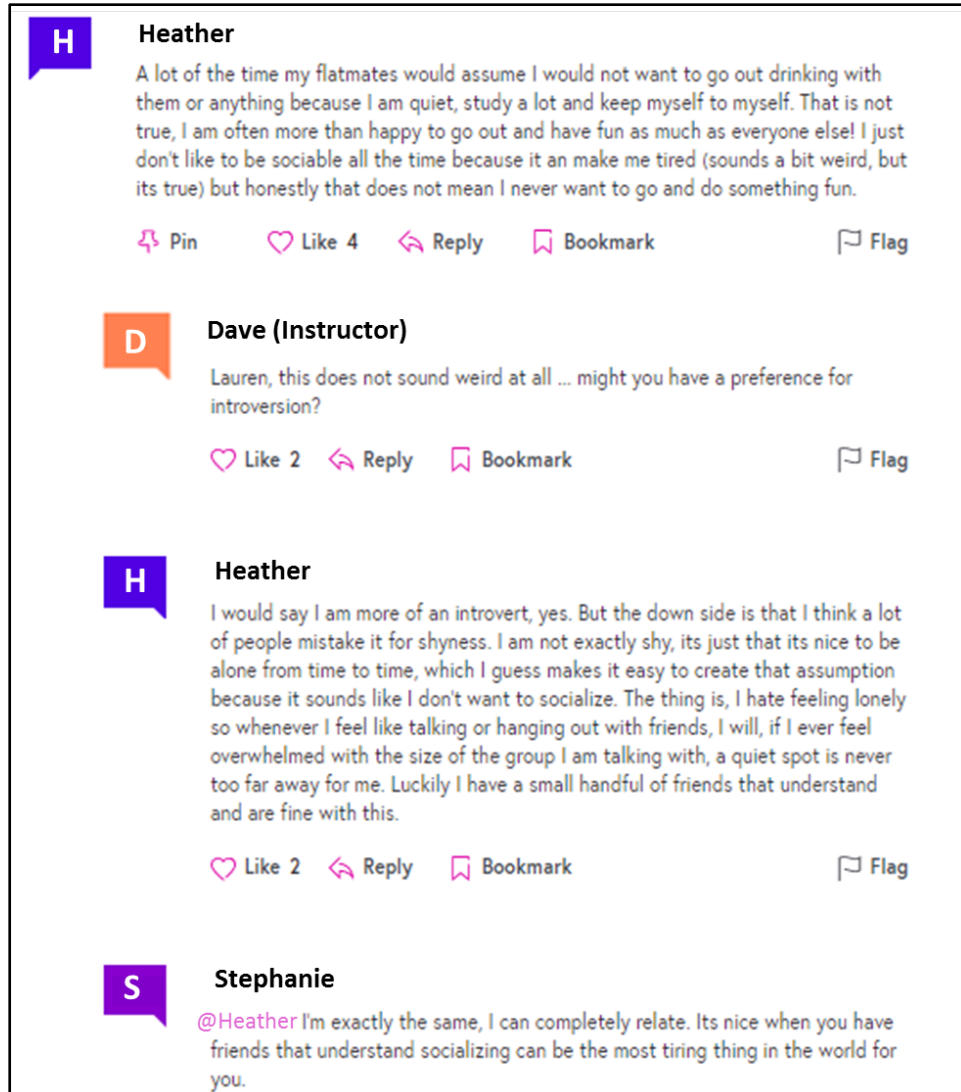 H Heather
A lot of the time my flatmates would assume I would not want to go out drinking with
them or anything because I am quiet, study a lot and keep myself to myself. That is not
true, I am often more than happy to go out and have fun as much as everyone else! I just
don't like to be sociable all the time because it an make me tired (sounds a bit weird, but
its true) but honestly that does not mean I never want to go and do something fun.
Pin Like 4 Reply Bookmark Flag
D Dave (Instructor)
Lauren, this does not sound weird at all ... might you have a preference for
introversion?
Like 2 Reply Bookmark Flag
H Heather
I would say I am more of an introvert, yes. But the down side is that I think a lot
of people mistake it for shyness. I am not exactly shy, its just that its nice to be
alone from time to time, which I guess makes it easy to create that assumption
because it sounds like I don't want to socialize. The thing is, I hate feeling lonely
so whenever I feel like talking or hanging out with friends, I will, if I ever feel
overwhelmed with the size of the group I am talking with, a quiet spot is never
too far away for me. Luckily I have a small handful of friends that understand
and are fine with this.
Like 2 Reply Bookmark Flag
S Stephanie
@Heather I'm exactly the same, I can completely relate. Its nice when you have
friends that understand socializing can be the most tiring thing in the world for
you.